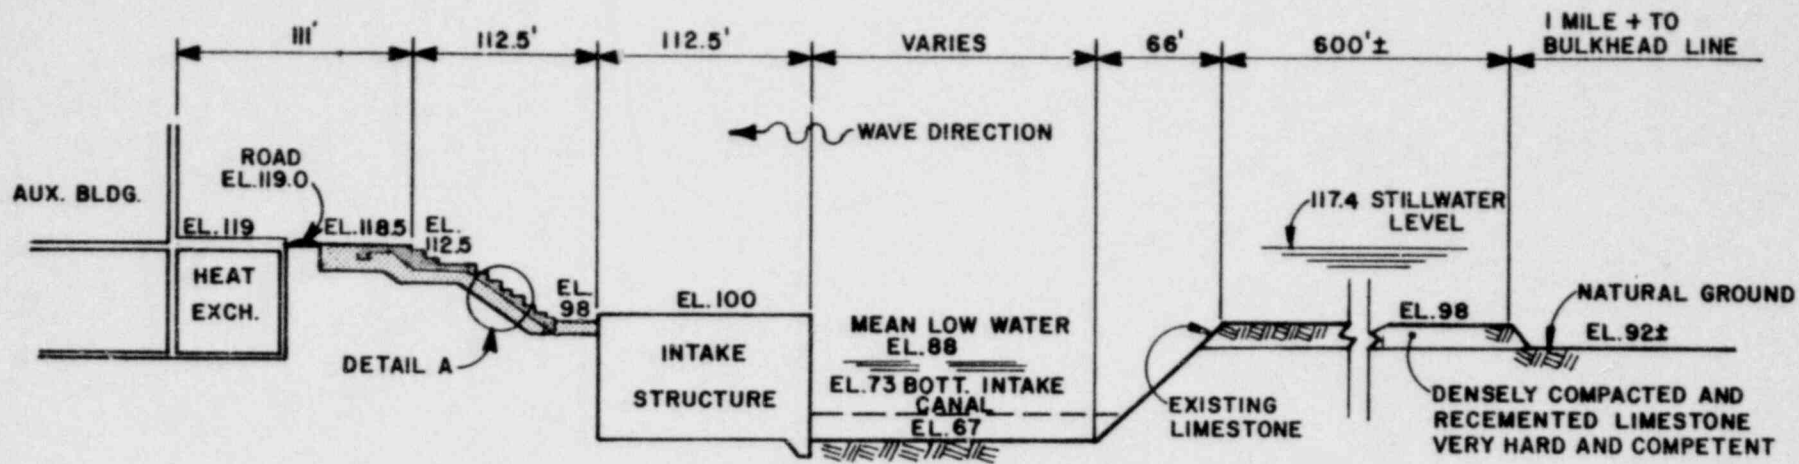 111'
112.5'
112.5'
VARIES
66'
600'±
1 MILE + TO
BULKHEAD LINE
WAVE DIRECTION
ROAD
EL.119.0
AUX. BLDG.
117.4 STILLWATER
LEVEL
EL.119
EL.118.5
EL.
112.5
HEAT
EXCH.
EL.
98
EL.100
MEAN LOW WATER
EL.88
EL.98
NATURAL GROUND
EL.92±
DETAIL A
INTAKE
STRUCTURE
EL.73 BOTT. INTAKE
CANAL
EL.67
EXISTING
LIMESTONE
DENSELY COMPACTED AND
RECEMENTED LIMESTONE
VERY HARD AND COMPETENT